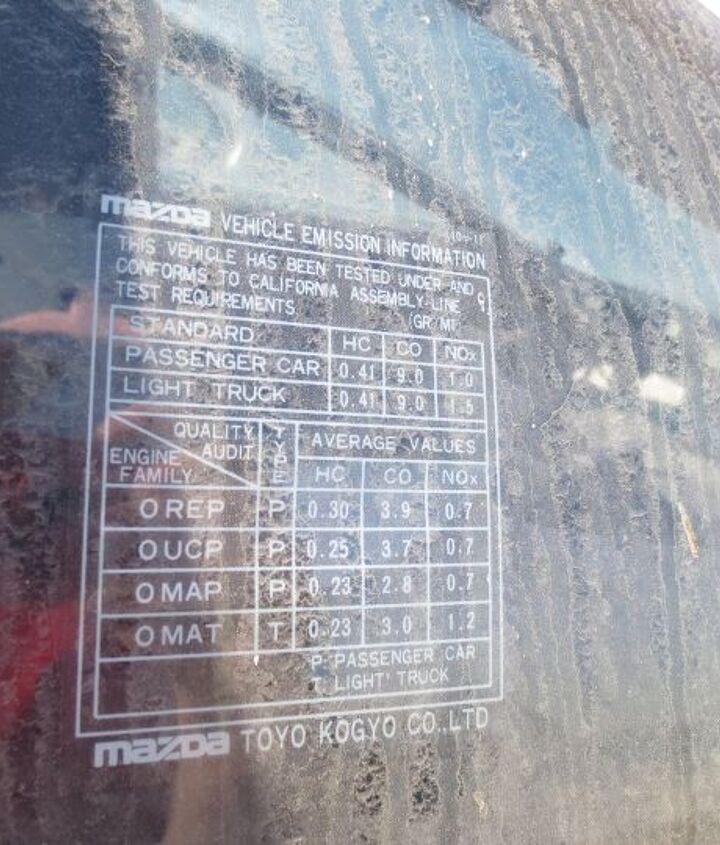 mazda VEHICLE EMISSION INFORMATION
THIS VEHICLE HAS BEEN TESTED UNDER AND
CONFORMS TO CALIFORNIA ASSEMBLY-LINE
TEST REQUIREMENTS
STANDARD HC CO NOx
PASSENGER CAR 0.41 9.0 1.0
LIGHT TRUCK 0.41 9.0 1.5
QUALITY AUDIT TYPE AVERAGE VALUES
ENGINE FAMILY HC CO NOx
OREP P 0.30 3.9 0.7
OUCP P 0.25 3.7 0.7
OMAP P 0.23 2.8 0.7
OMAT T 0.23 3.0 1.2
P: PASSENGER CAR
T: LIGHT TRUCK
mazda TOYO KOGYO CO.,LTD